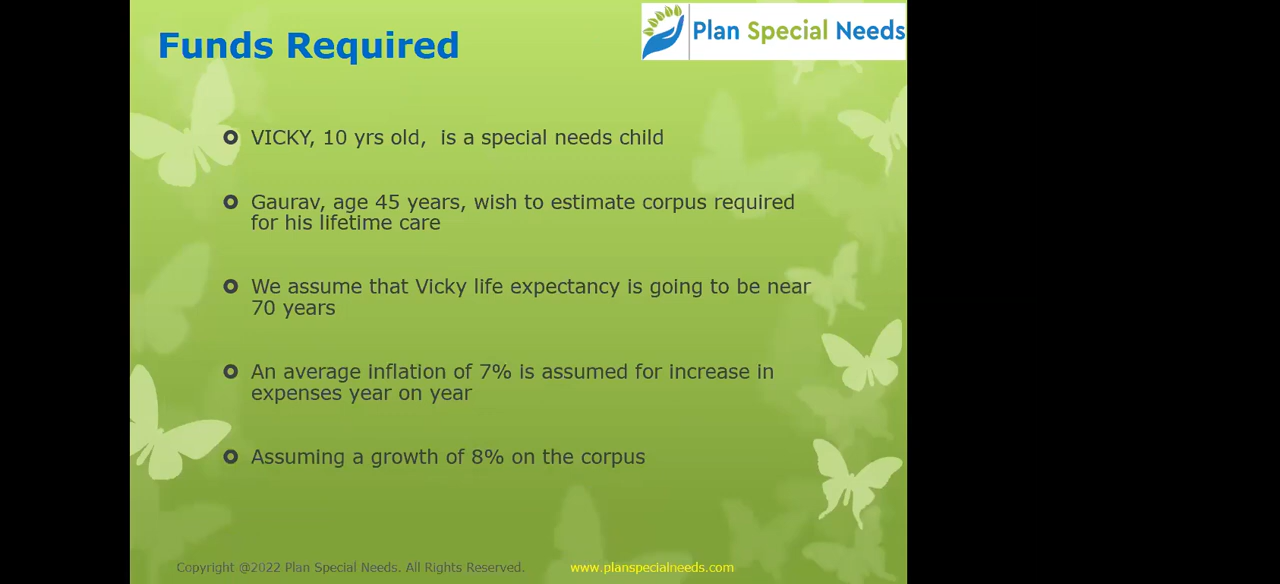 Funds Required
Plan Special Needs
VICKY, 10 yrs old,  is a special needs child
Gaurav, age 45 years, wish to estimate corpus required
for his lifetime care
We assume that Vicky life expectancy is going to be near
70 years
An average inflation of 7% is assumed for increase in
expenses year on year
Assuming a growth of 8% on the corpus
Copyright @2022 Plan Special Needs. All Rights Reserved.
www.planspecialneeds.com